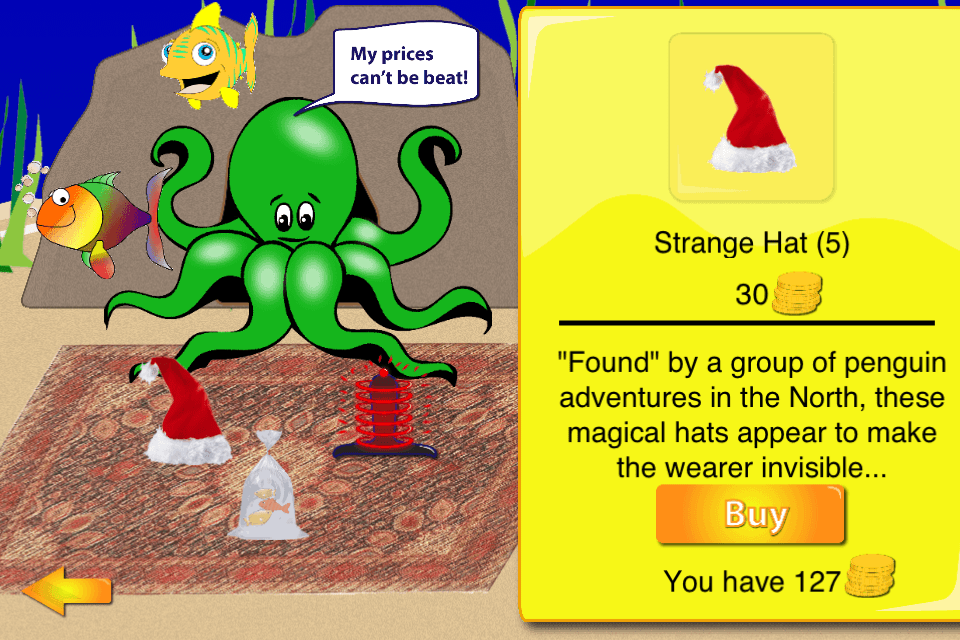 My prices
can't be beat!
Strange Hat (5)
30
"Found" by a group of penguin
adventures in the North, these
magical hats appear to make
the wearer invisible...
Buy
You have 127